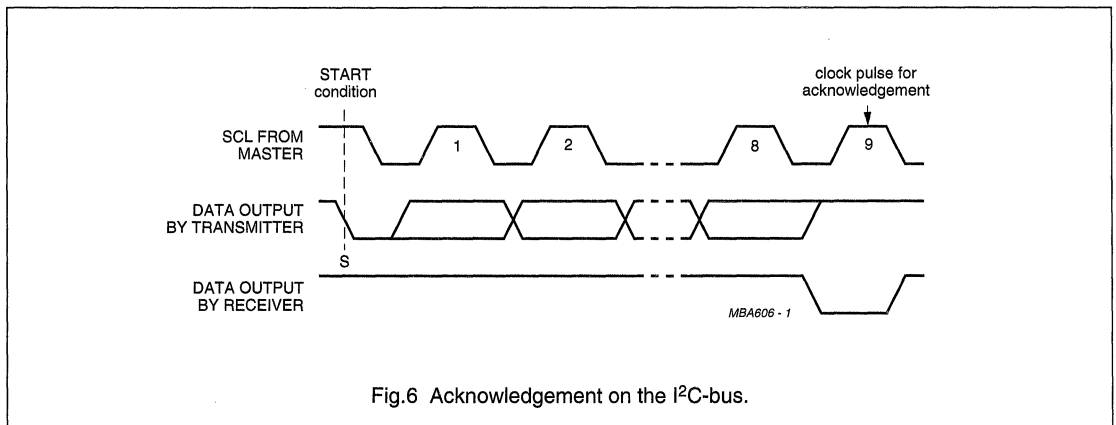 START
condition
clock pulse for
acknowledgement
SCL FROM
MASTER
1
2
8
9
DATA OUTPUT
BY TRANSMITTER
S
DATA OUTPUT
BY RECEIVER
MBA606 - 1
Fig.6 Acknowledgement on the I²C-bus.